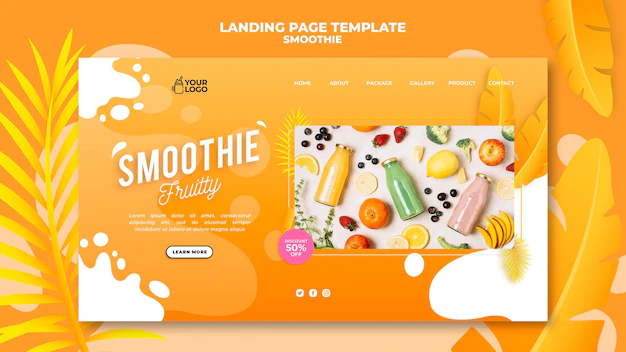 LANDING PAGE TEMPLATE
SMOOTHIE
YOUR
LOGO
HOME ABOUT PACKAGE GALLERY PRODUCT CONTACT
SMOOTHIE
Fruitty
Lorem ipsum dolor sit amet, consectetur
adipiscing elit, sed do eiusmod tempor
incididunt ut labore et dolore magna aliqua
LEARN MORE
DISCOUNT
50%
OFF